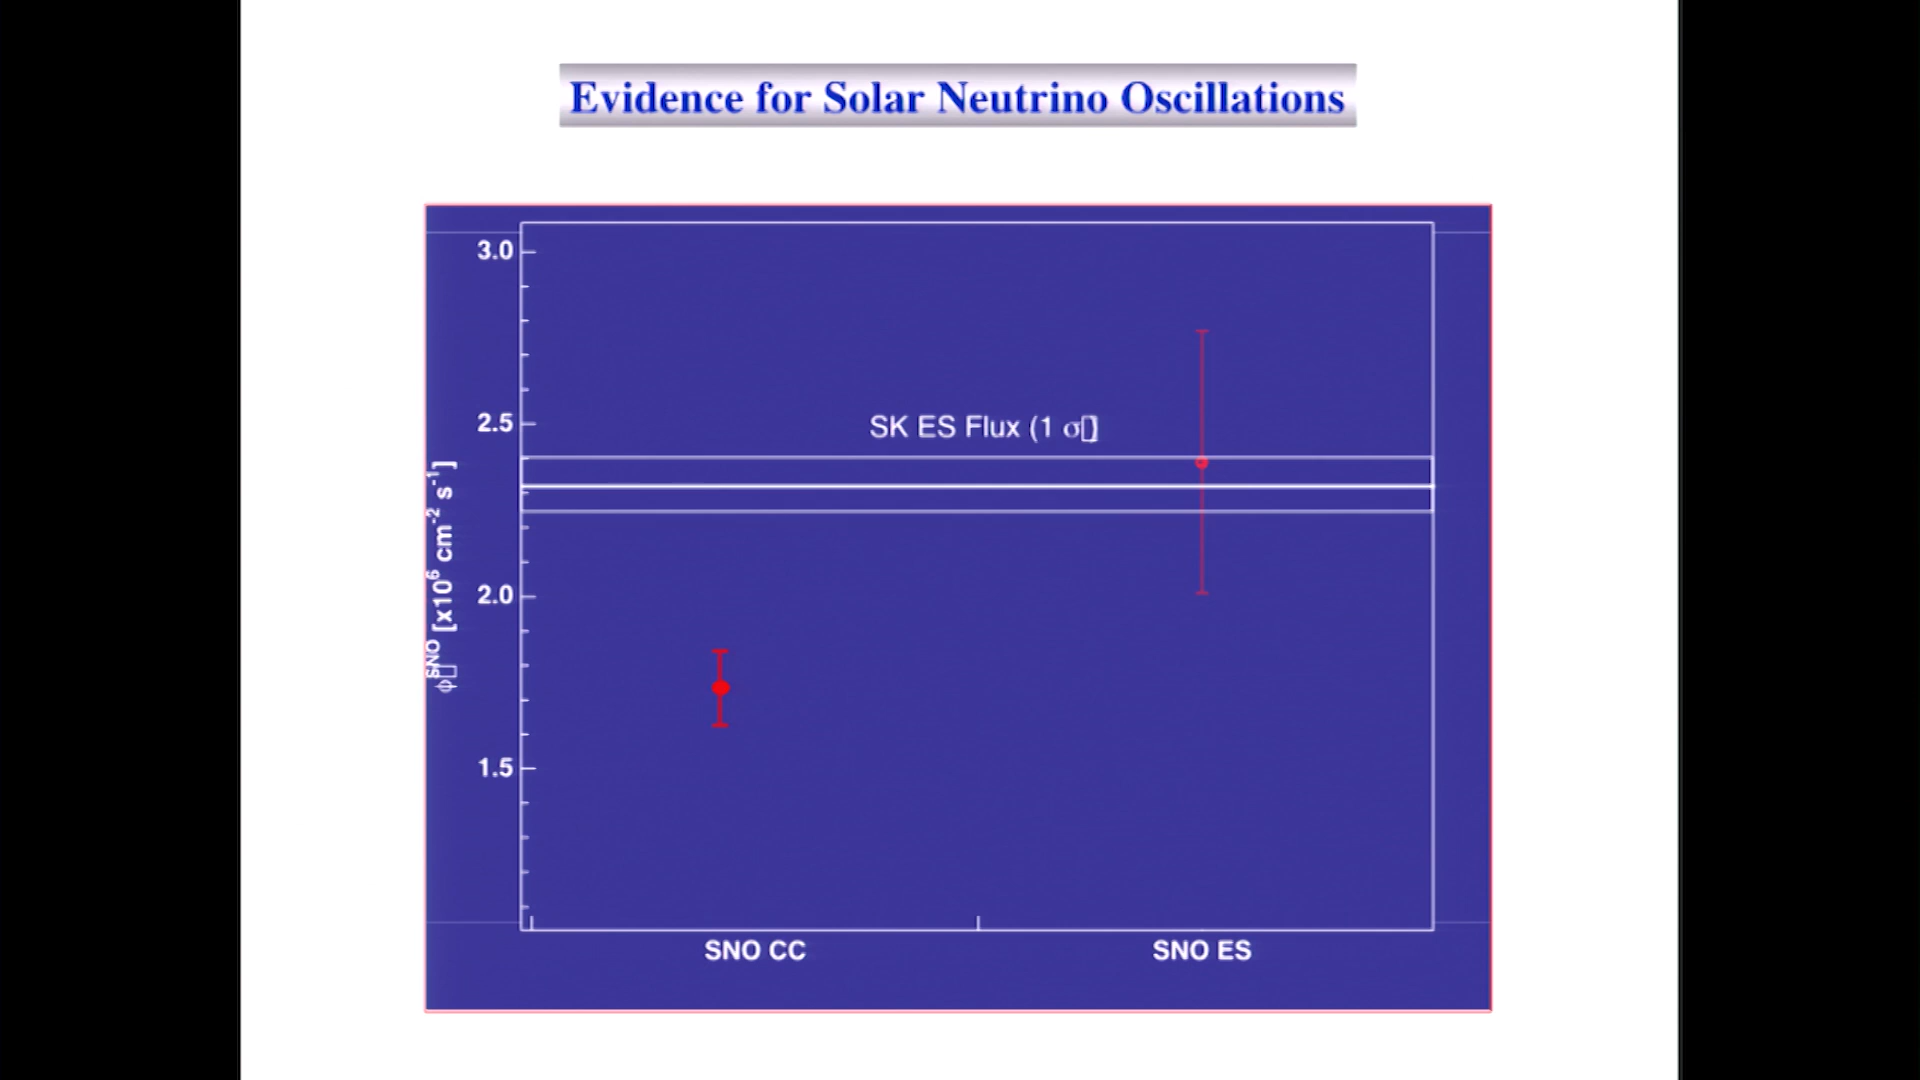 Evidence for Solar Neutrino Oscillations
3.0
SK ES Flux (1 σ▯)
2.5
2.0
1.5
ϕ▯SNO [x10⁶ cm⁻² s⁻¹]
SNO CC SNO ES